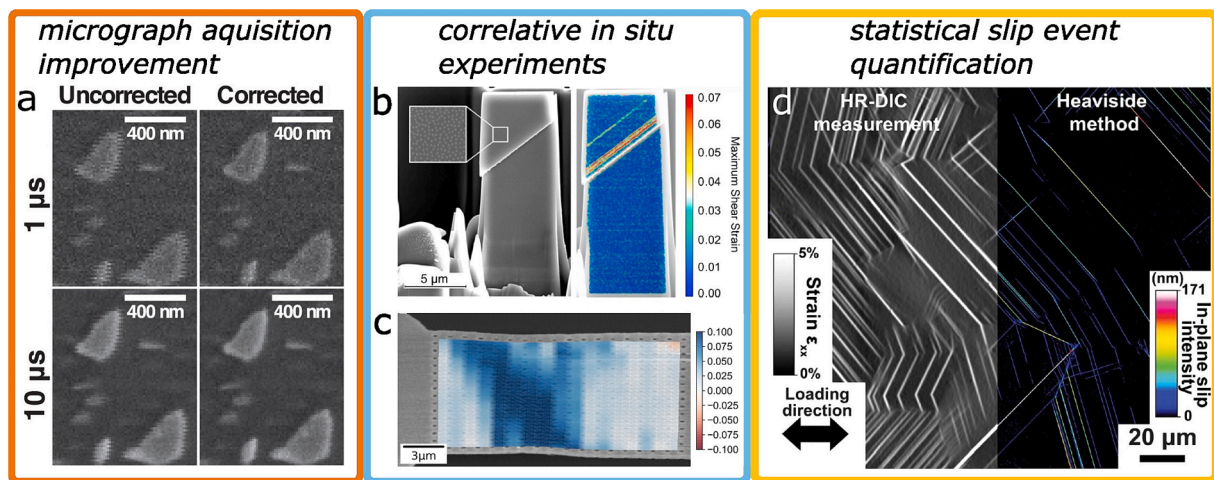 micrograph aquisition
improvement
a
Uncorrected
Corrected
1 µs
400 nm
400 nm
10 µs
400 nm
400 nm
correlative in situ
experiments
b
5 µm
0.07
0.06
0.05
0.04
0.03
0.02
0.01
0.00
Maximum Shear Strain
c
3µm
0.100
0.075
0.050
0.025
0.000
−0.025
−0.050
−0.075
−0.100
statistical slip event
quantification
d
HR-DIC
measurement
Heaviside
method
5%
0%
Strain ε xx
Loading
direction
(nm)
171
0
In-plane slip
intensity
20 µm